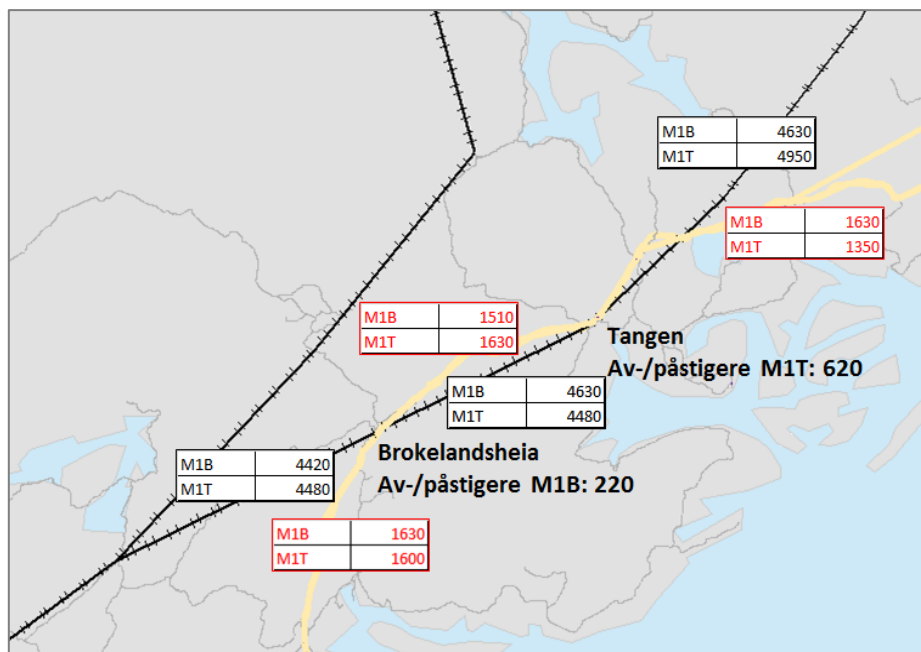 M1B 4630
M1T 4950
M1B 1630
M1T 1350
M1B 1510
M1T 1630
Tangen
Av-/påstigere M1T: 620
M1B 4630
M1T 4480
Brokelandsheia
Av-/påstigere M1B: 220
M1B 4420
M1T 4480
M1B 1630
M1T 1600